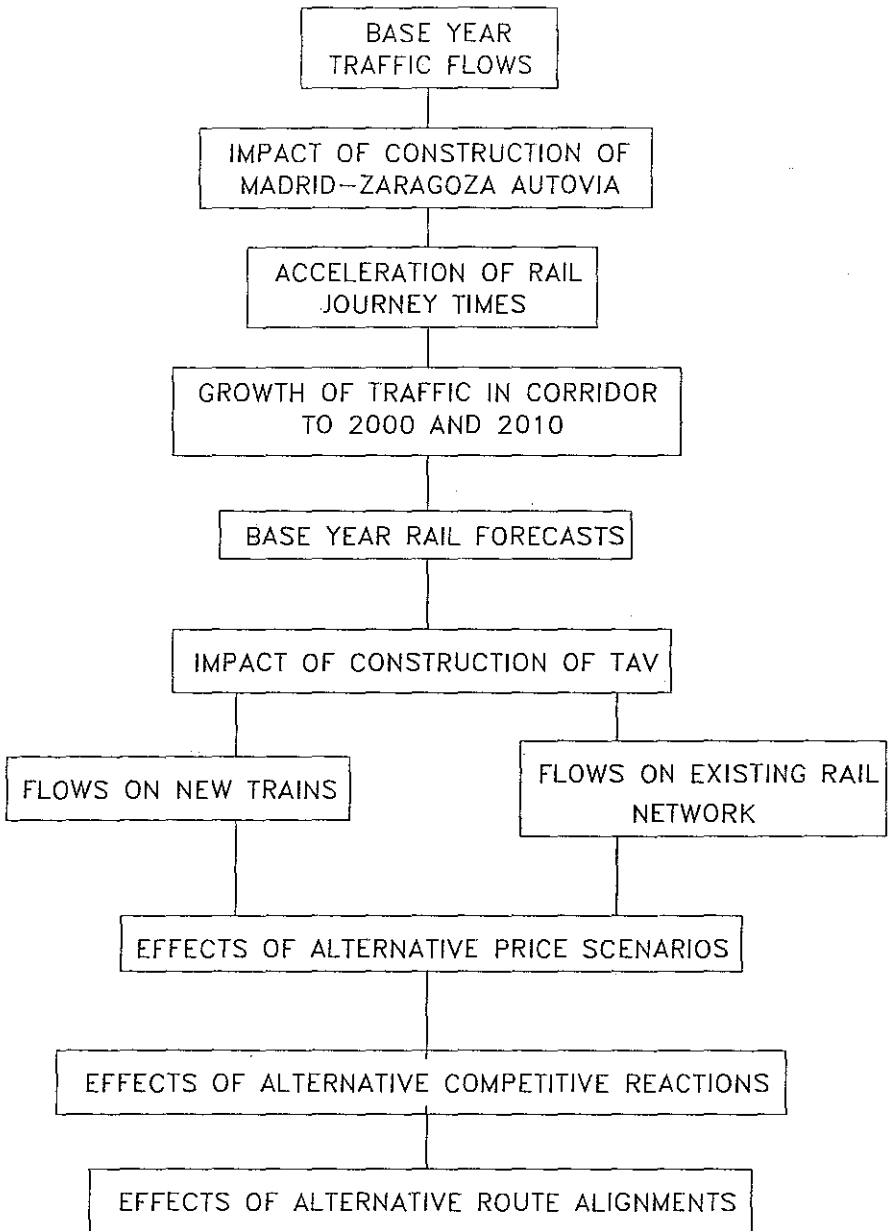 BASE YEAR
TRAFFIC FLOWS
IMPACT OF CONSTRUCTION OF
MADRID-ZARAGOZA AUTOVIA
ACCELERATION OF RAIL
JOURNEY TIMES
GROWTH OF TRAFFIC IN CORRIDOR
TO 2000 AND 2010
BASE YEAR RAIL FORECASTS
IMPACT OF CONSTRUCTION OF TAV
FLOWS ON NEW TRAINS
FLOWS ON EXISTING RAIL
NETWORK
EFFECTS OF ALTERNATIVE PRICE SCENARIOS
EFFECTS OF ALTERNATIVE COMPETITIVE REACTIONS
EFFECTS OF ALTERNATIVE ROUTE ALIGNMENTS